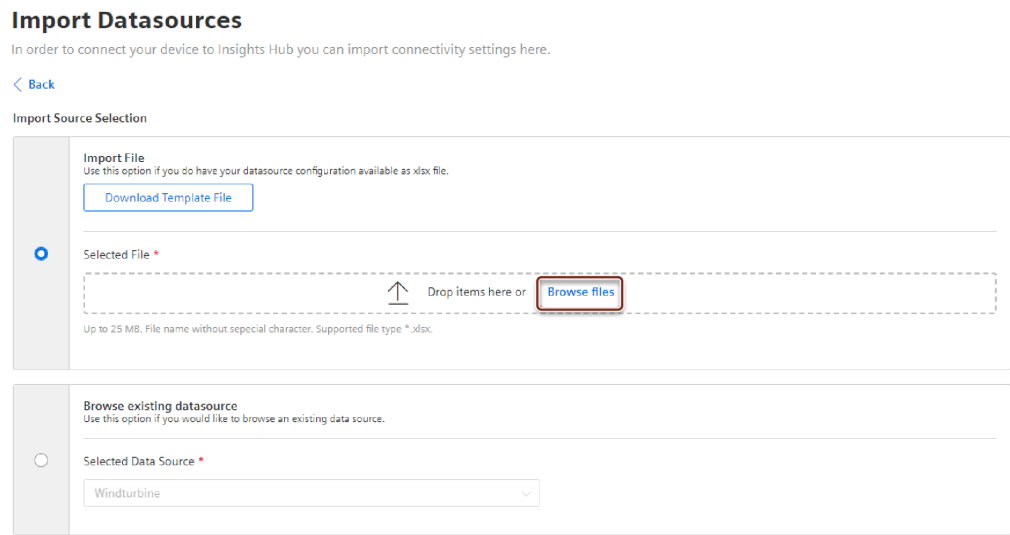 Import Datasources
In order to connect your device to Insights Hub you can import connectivity settings here.
Back
Import Source Selection
Import File
Use this option if you do have your datasource configuration available as xlsx file.
Download Template File
Selected File *
Drop items here or Browse files
Up to 25 MB. File name without sepecial character. Supported file type *.xlsx.
Browse existing datasource
Use this option if you would like to browse an existing data source.
Selected Data Source *
Windturbine